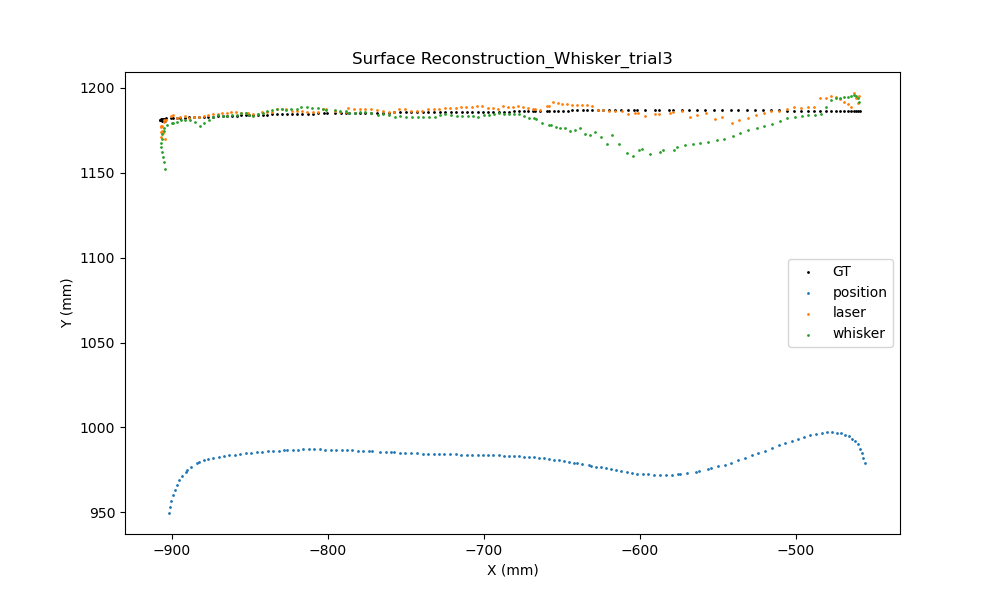 Surface Reconstruction_Whisker_trial3
1200
1150
1100
1050
1000
950
Y (mm)
GT
position
laser
whisker
−900
−800
−700
−600
−500
X (mm)